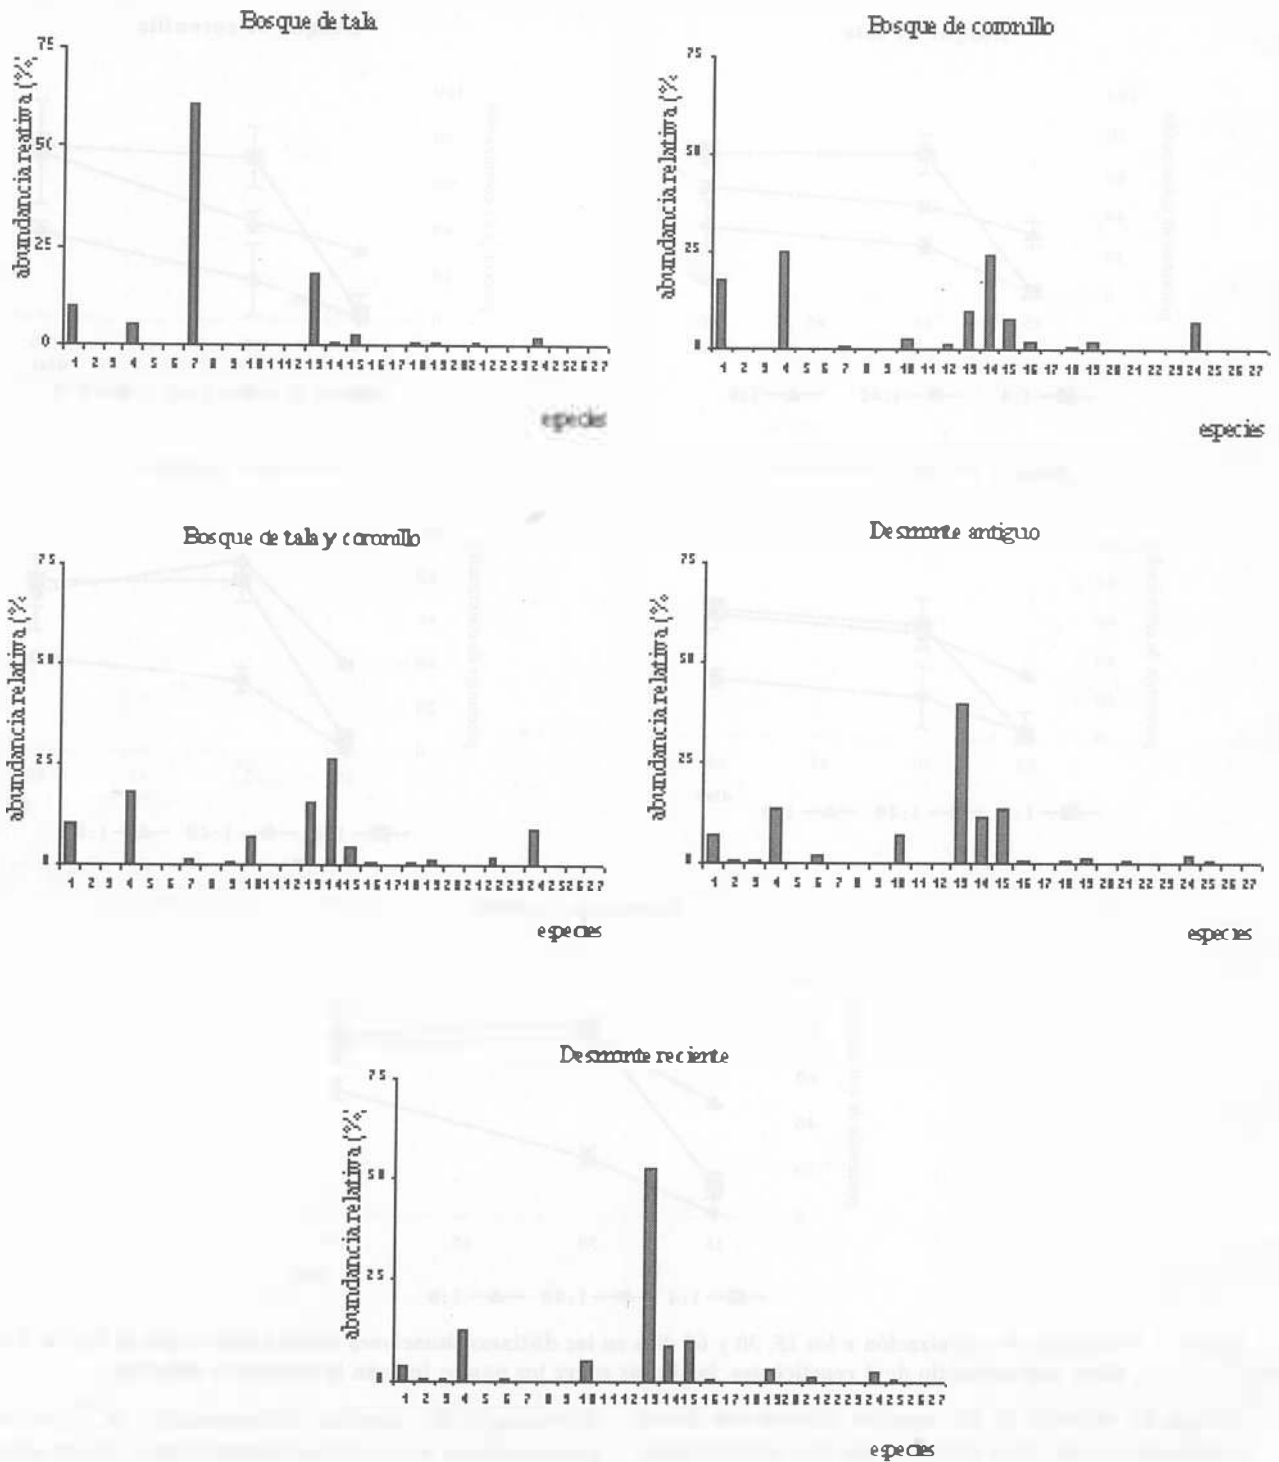 Bosque de tala
abundancia reativa (%)
75
50
25
0
1 2 3 4 5 6 7 8 9 10 11 12 13 14 15 16 17 18 19 20 21 22 23 24 25 26 27
especies
Bosque de coronillo
abundancia relativa (%
75
50
25
0
1 2 3 4 5 6 7 8 9 10 11 12 13 14 15 16 17 18 19 20 21 22 23 24 25 26 27
especies
Bosque de tala y coronillo
abundancia relativa (%
75
50
25
0
1 2 3 4 5 6 7 8 9 10 11 12 13 14 15 16 17 18 19 20 21 22 23 24 25 26 27
especies
Desmonte antiguo
abundancia relativa (%
75
50
25
0
1 2 3 4 5 6 7 8 9 10 11 12 13 14 15 16 17 18 19 20 21 22 23 24 25 26 27
especies
Desmonte reciente
abundancia relativa (%)
75
50
25
0
1 2 3 4 5 6 7 8 9 10 11 12 13 14 15 16 17 18 19 20 21 22 23 24 25 26 27
especies